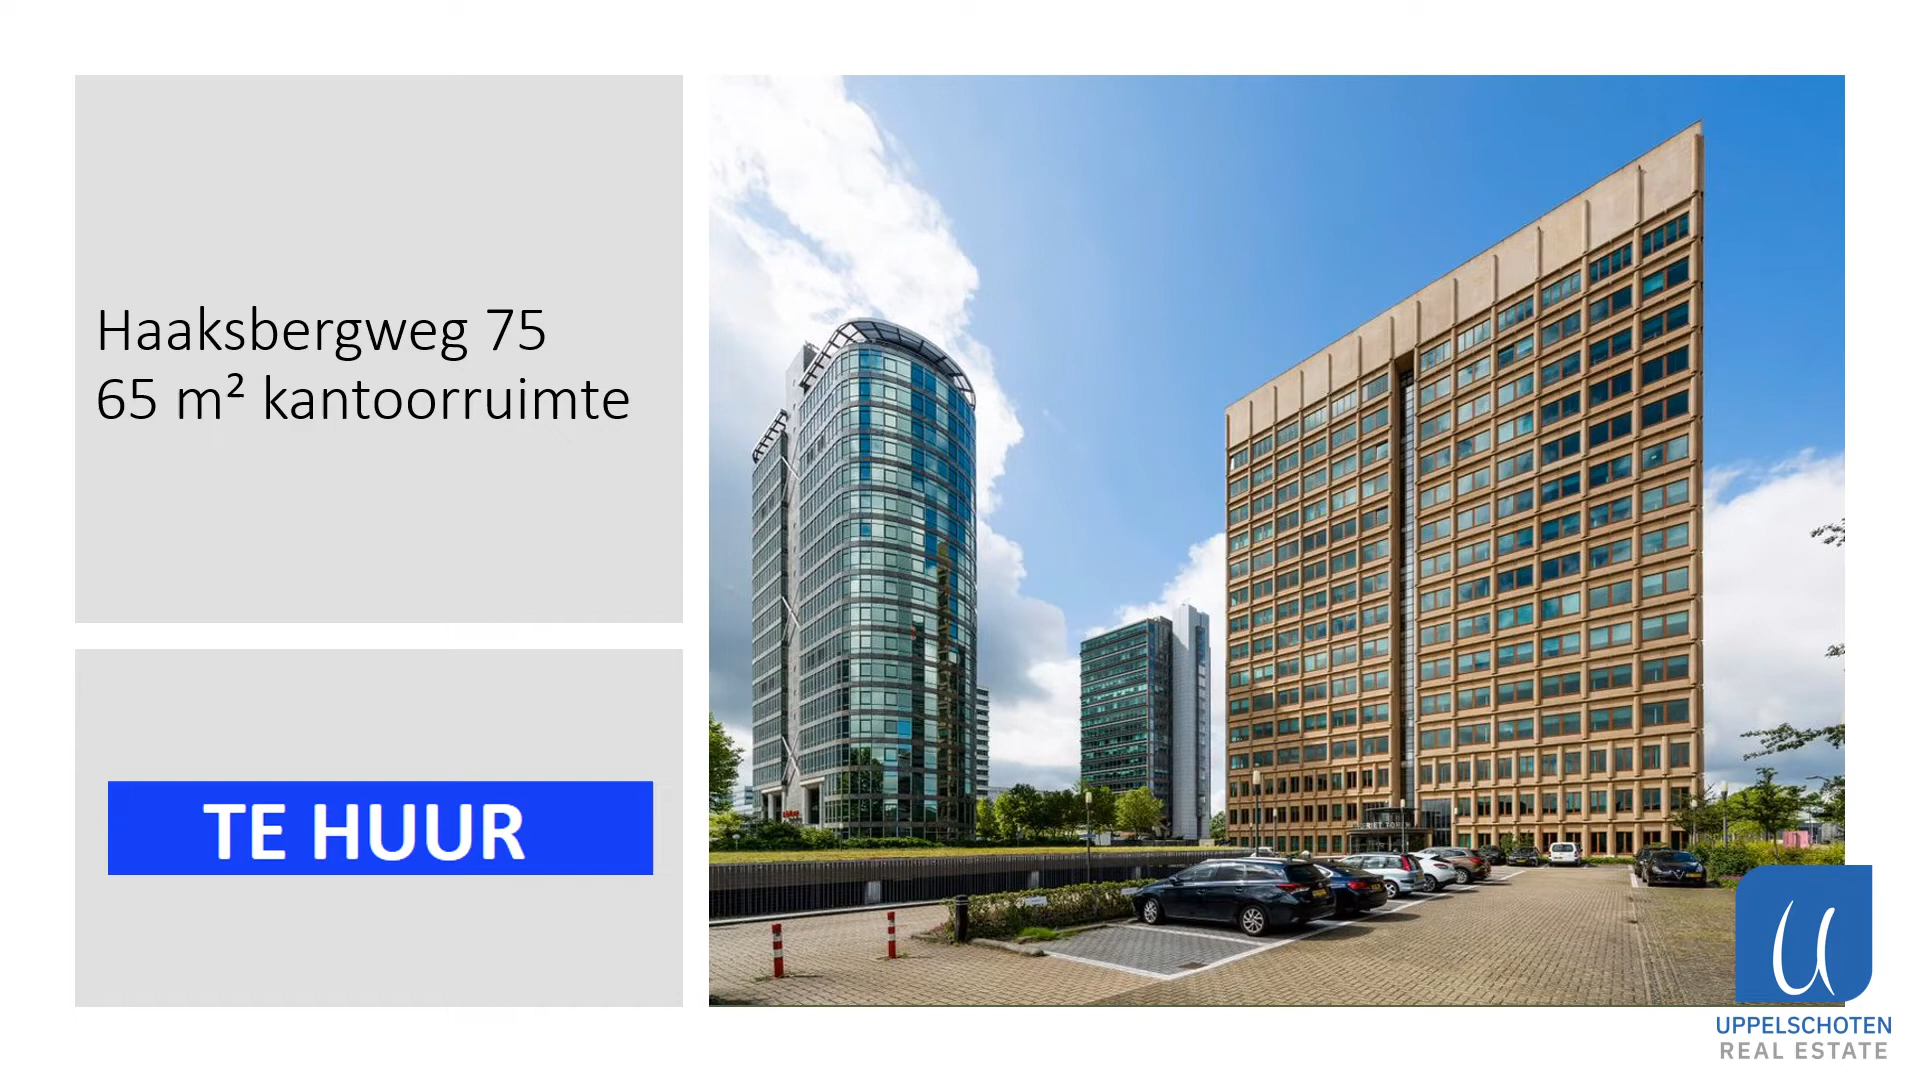 Haaksbergweg 75
65 m² kantoorruimte
TE HUUR
UPPELSCHOTEN
REAL ESTATE